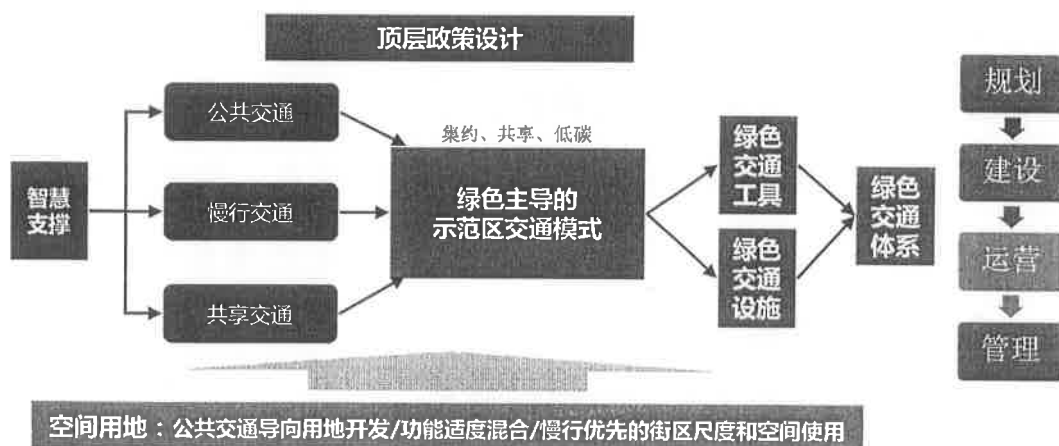 顶层政策设计
智慧
支撑
公共交通
慢行交通
共享交通
集约、共享、低碳
绿色主导的
示范区交通模式
绿色
交通
工具
绿色
交通
设施
绿色
交通
体系
规划
建设
运营
管理
空间用地：公共交通导向用地开发/功能适度混合/慢行优先的街区尺度和空间使用